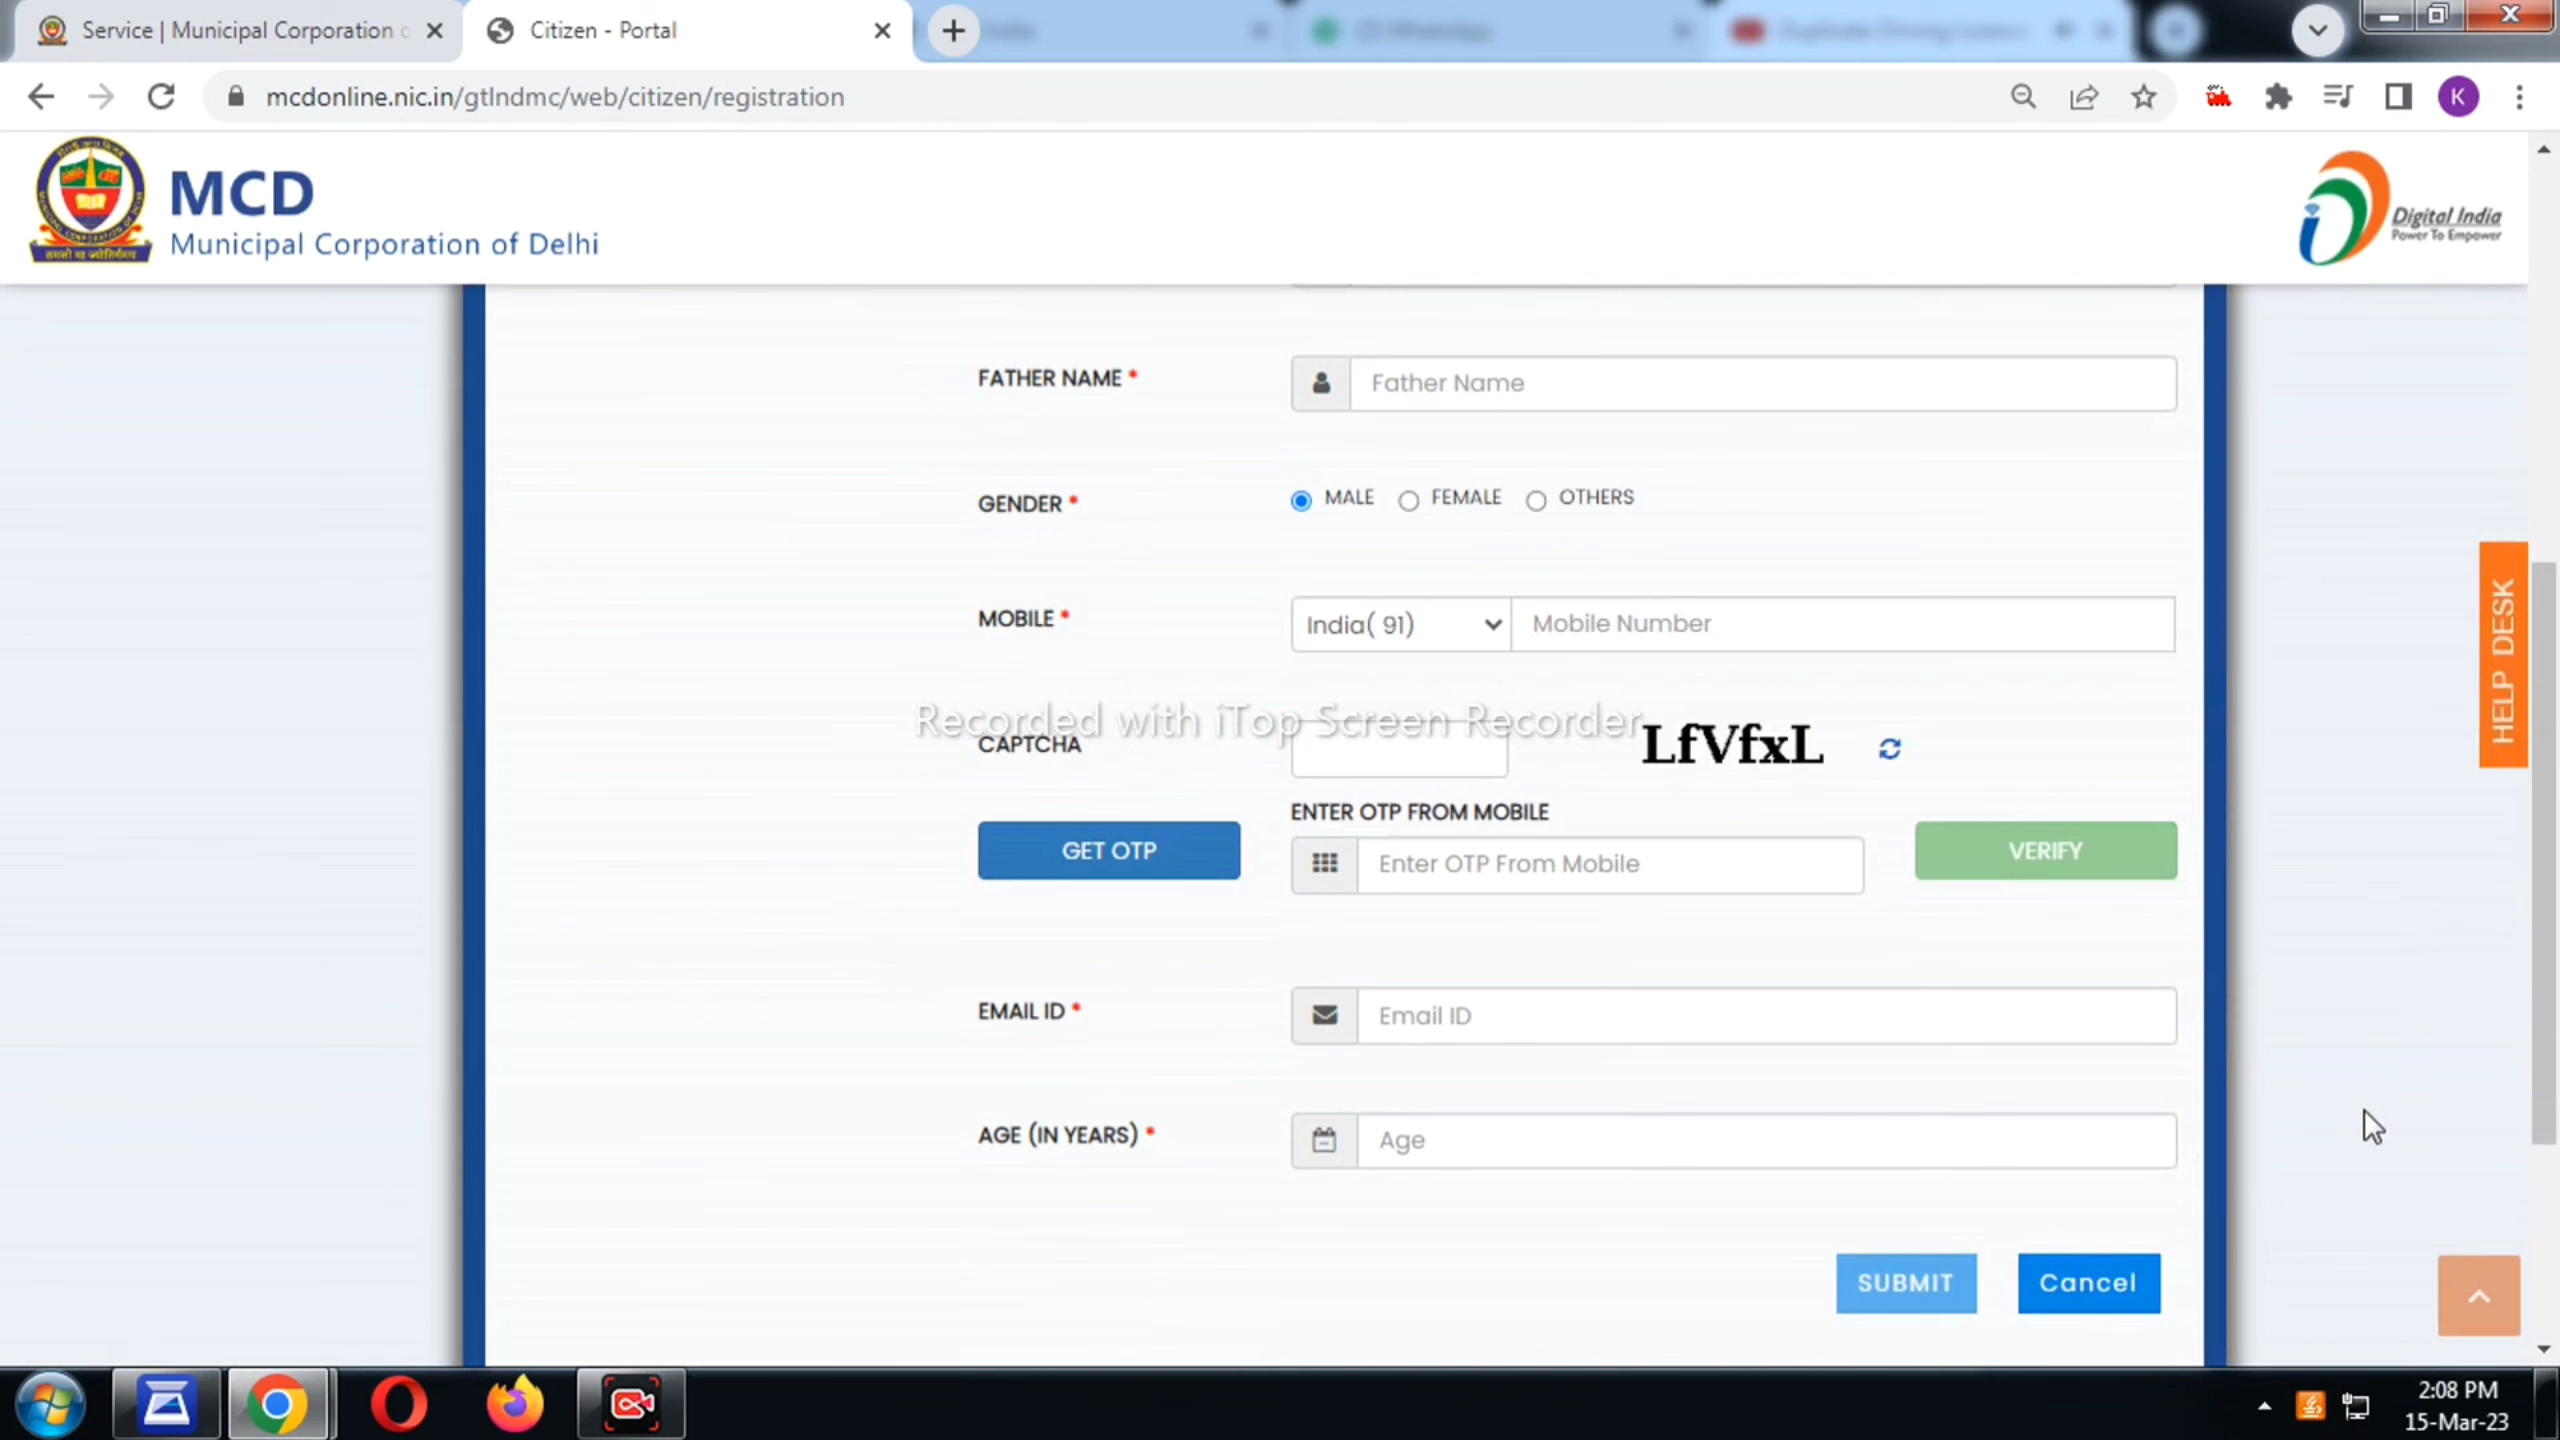 Service | Municipal Corporation
Citizen - Portal
mcdonline.nic.in/gtlndmc/web/citizen/registration
K
MCD
Municipal Corporation of Delhi
Digital India
Power To Empower
FATHER NAME *
Father Name
GENDER *
MALE
FEMALE
OTHERS
MOBILE *
India( 91)
Mobile Number
Recorded with iTop Screen Recorder
CAPTCHA
LfVfxL
ENTER OTP FROM MOBILE
GET OTP
Enter OTP From Mobile
VERIFY
EMAIL ID *
Email ID
AGE (IN YEARS) *
Age
SUBMIT
Cancel
HELP DESK
2:08 PM
15-Mar-23